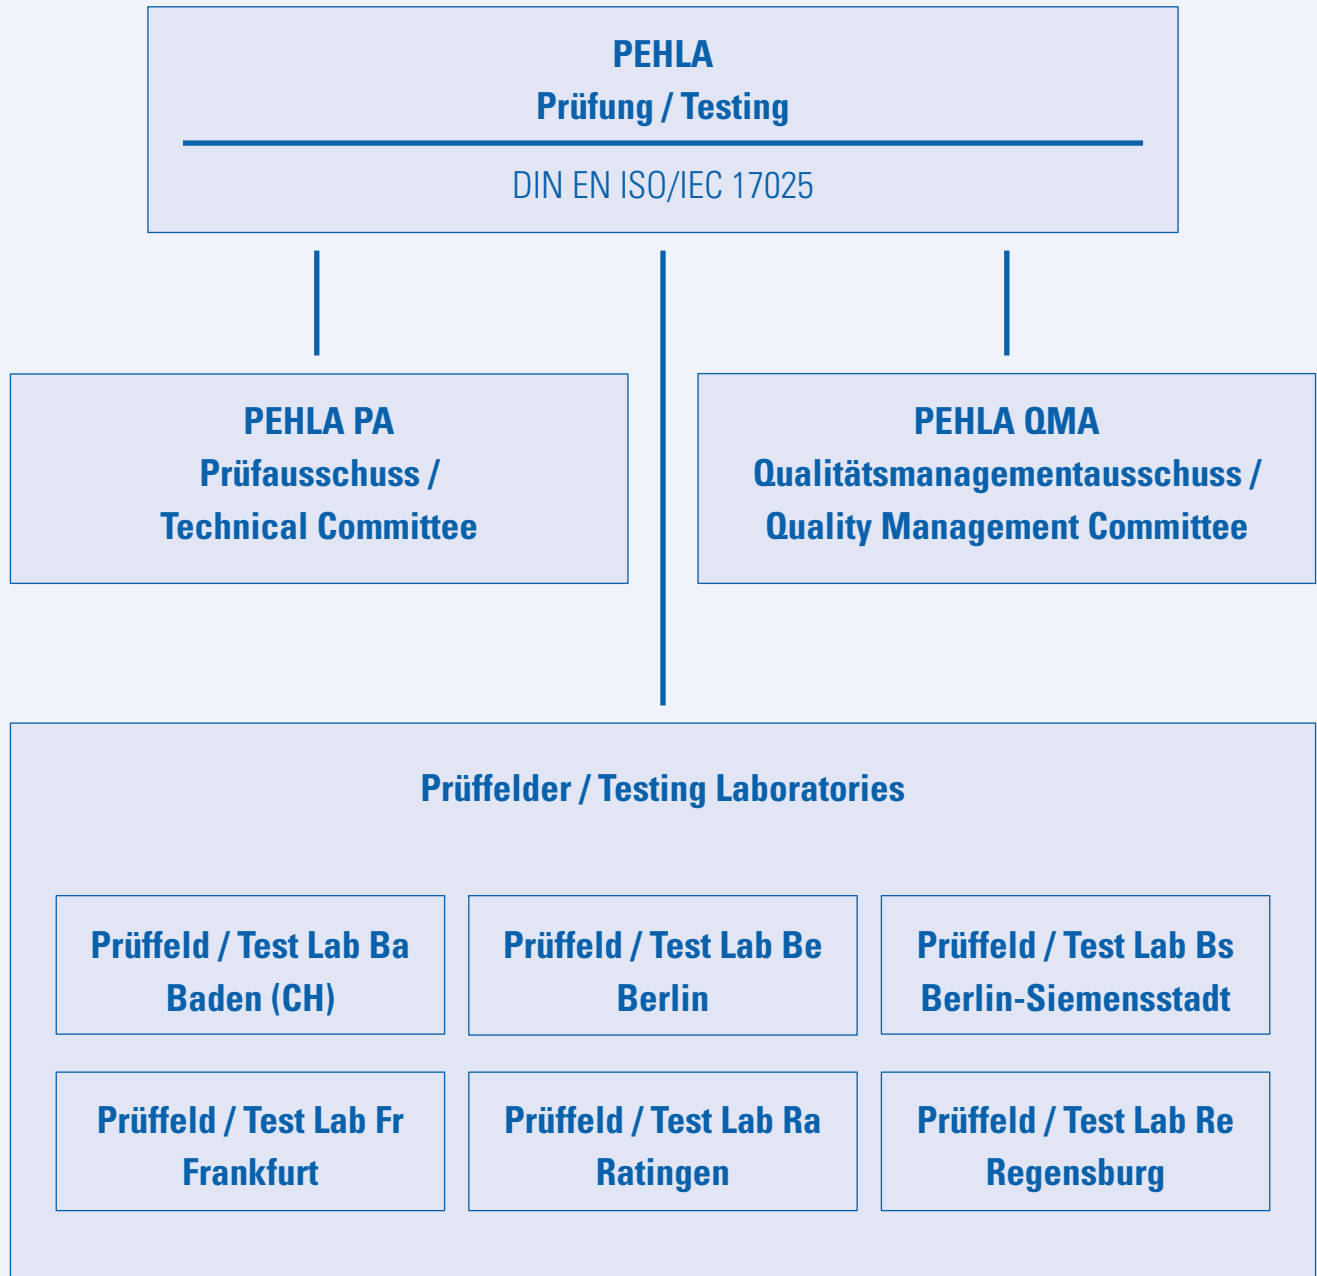 PEHLA
Prüfung / Testing
DIN EN ISO/IEC 17025
PEHLA PA
Prüfausschuss /
Technical Committee
PEHLA QMA
Qualitätsmanagementausschuss /
Quality Management Committee
Prüffelder / Testing Laboratories
Prüffeld / Test Lab Ba
Baden (CH)
Prüffeld / Test Lab Be
Berlin
Prüffeld / Test Lab Bs
Berlin-Siemensstadt
Prüffeld / Test Lab Fr
Frankfurt
Prüffeld / Test Lab Ra
Ratingen
Prüffeld / Test Lab Re
Regensburg